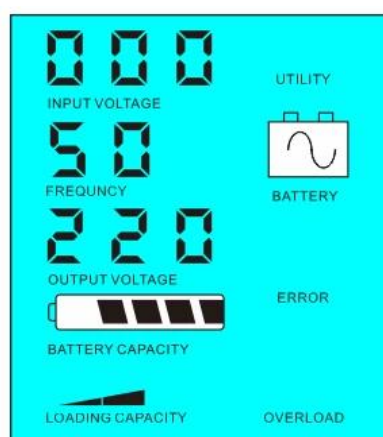 000
UTILITY
INPUT VOLTAGE
50
FREQUNCY
BATTERY
220
OUTPUT VOLTAGE
ERROR
BATTERY CAPACITY
LOADING CAPACITY
OVERLOAD